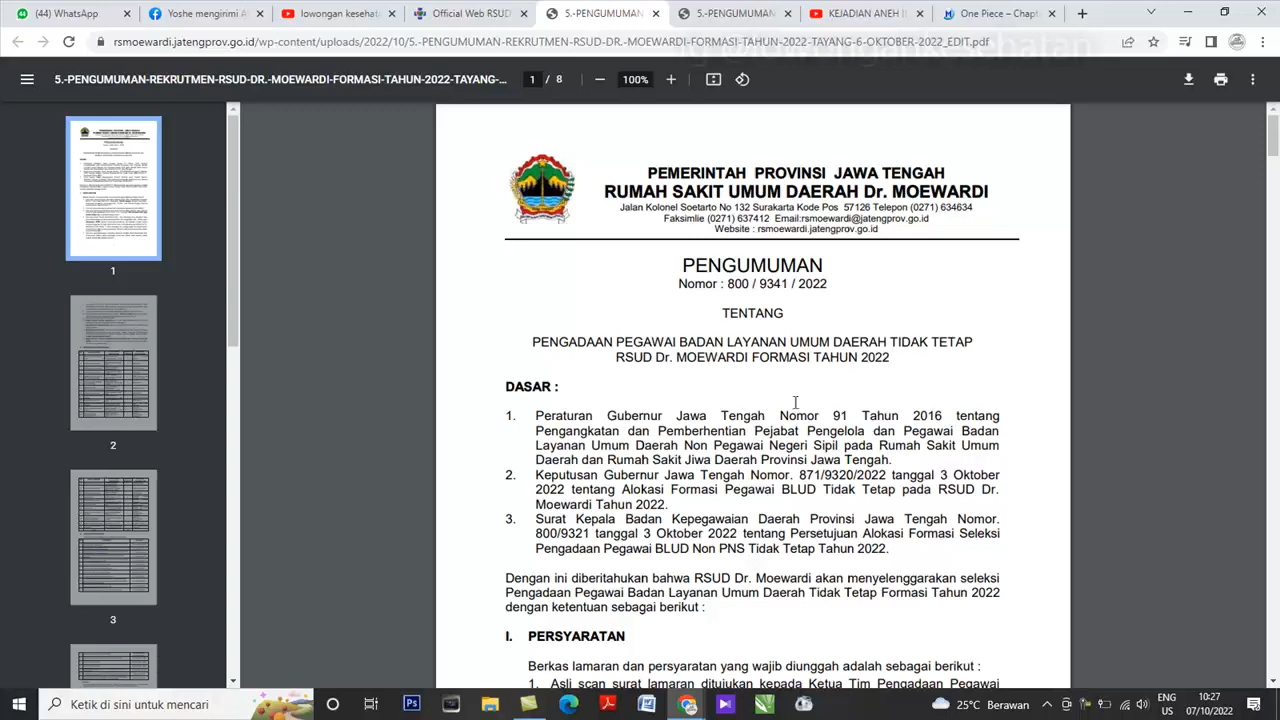 (44) WhatsApp
Yoshe mengirimi A
lowongan kesehat
Official Web RSUD
5.-PENGUMUMAN
5.-PENGUMUMAN
KEJADIAN ANEH D
One Piece – Chapt
rsmoewardi.jatengprov.go.id/wp-content/uploads/2022/10/5.-PENGUMUMAN-REKRUTMEN-RSUD-DR.-MOEWARDI-FORMASI-TAHUN-2022-TAYANG-6-OKTOBER-2022_EDIT.pdf
5.-PENGUMUMAN-REKRUTMEN-RSUD-DR.-MOEWARDI-FORMASI-TAHUN-2022-TAYANG-...
1 / 8
100%
PEMERINTAH PROVINSI JAWA TENGAH
RUMAH SAKIT UMUM DAERAH Dr. MOEWARDI
Jalan Kolonel Soetarto No 132 Surakarta Kode Pos 57126 Telepon (0271) 634634
Faksimlie (0271) 637412 Email:rsmoewardi@jatengprov.go.id
Website : rsmoewardi.jatengprov.go.id
PENGUMUMAN
Nomor : 800 / 9341 / 2022
TENTANG
PENGADAAN PEGAWAI BADAN LAYANAN UMUM DAERAH TIDAK TETAP
RSUD Dr. MOEWARDI FORMASI TAHUN 2022
DASAR :
1. Peraturan Gubernur Jawa Tengah Nomor 91 Tahun 2016 tentang
Pengangkatan dan Pemberhentian Pejabat Pengelola dan Pegawai Badan
Layanan Umum Daerah Non Pegawai Negeri Sipil pada Rumah Sakit Umum
Daerah dan Rumah Sakit Jiwa Daerah Provinsi Jawa Tengah.
2. Keputusan Gubernur Jawa Tengah Nomor. 871/9320/2022 tanggal 3 Oktober
2022 tentang Alokasi Formasi Pegawai BLUD Tidak Tetap pada RSUD Dr.
Moewardi Tahun 2022.
3. Surat Kepala Badan Kepegawaian Daerah Provinsi Jawa Tengah Nomor.
800/9321 tanggal 3 Oktober 2022 tentang Persetujuan Alokasi Formasi Seleksi
Pengadaan Pegawai BLUD Non PNS Tidak Tetap Tahun 2022.
Dengan ini diberitahukan bahwa RSUD Dr. Moewardi akan menyelenggarakan seleksi
Pengadaan Pegawai Badan Layanan Umum Daerah Tidak Tetap Formasi Tahun 2022
dengan ketentuan sebagai berikut :
I. PERSYARATAN
Berkas lamaran dan persyaratan yang wajib diunggah adalah sebagai berikut :
1. Asli scan surat lamaran ditujukan kepada Ketua Tim Pengadaan Pegawai
1
2
3
Ketik di sini untuk mencari
25°C Berawan
ENG
US
10:27
07/10/2022